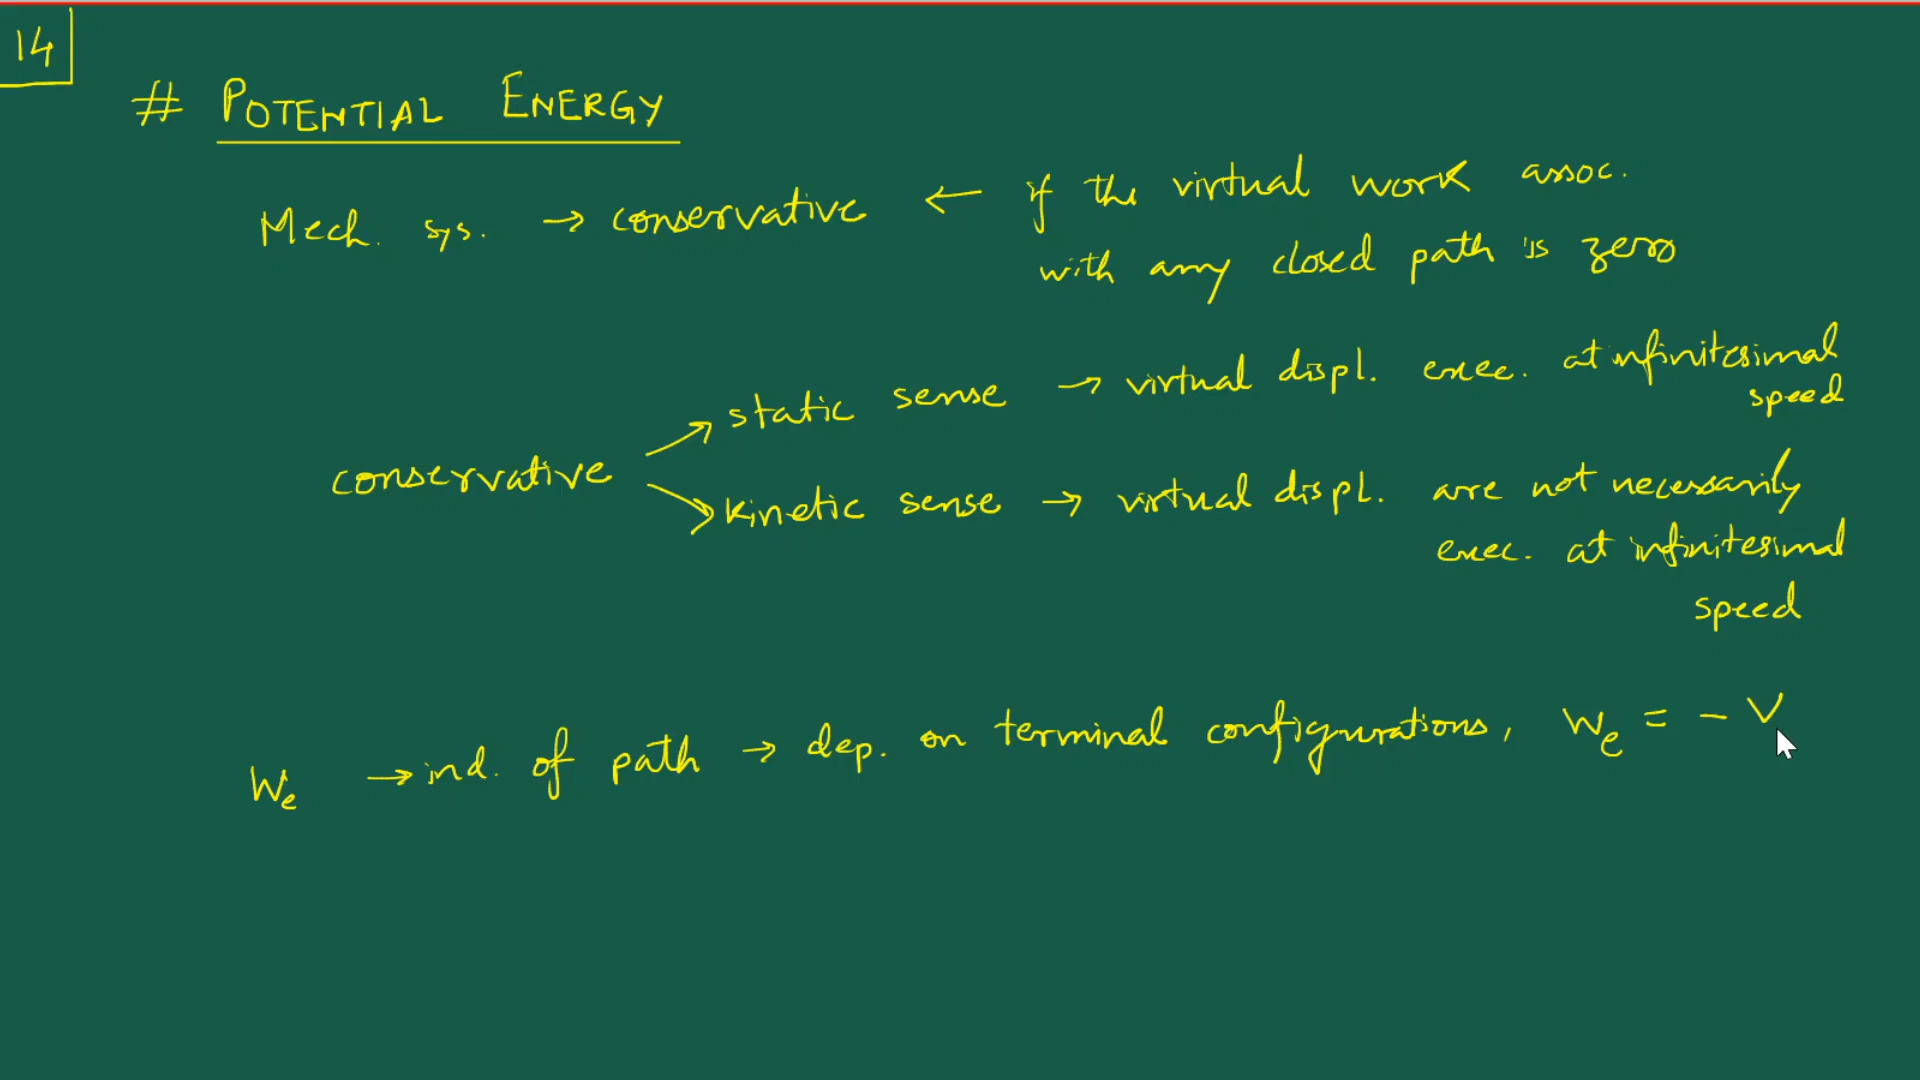 14
# POTENTIAL ENERGY
Mech. sys. → conservative ← if the virtual work assoc.
with any closed path is zero
static sense → virtual displ. exec. at infinitesimal
speed
conservative
kinetic sense → virtual displ. are not necessarily
exec. at infinitesimal
speed
We → ind. of path → dep. on terminal configurations, We = - V